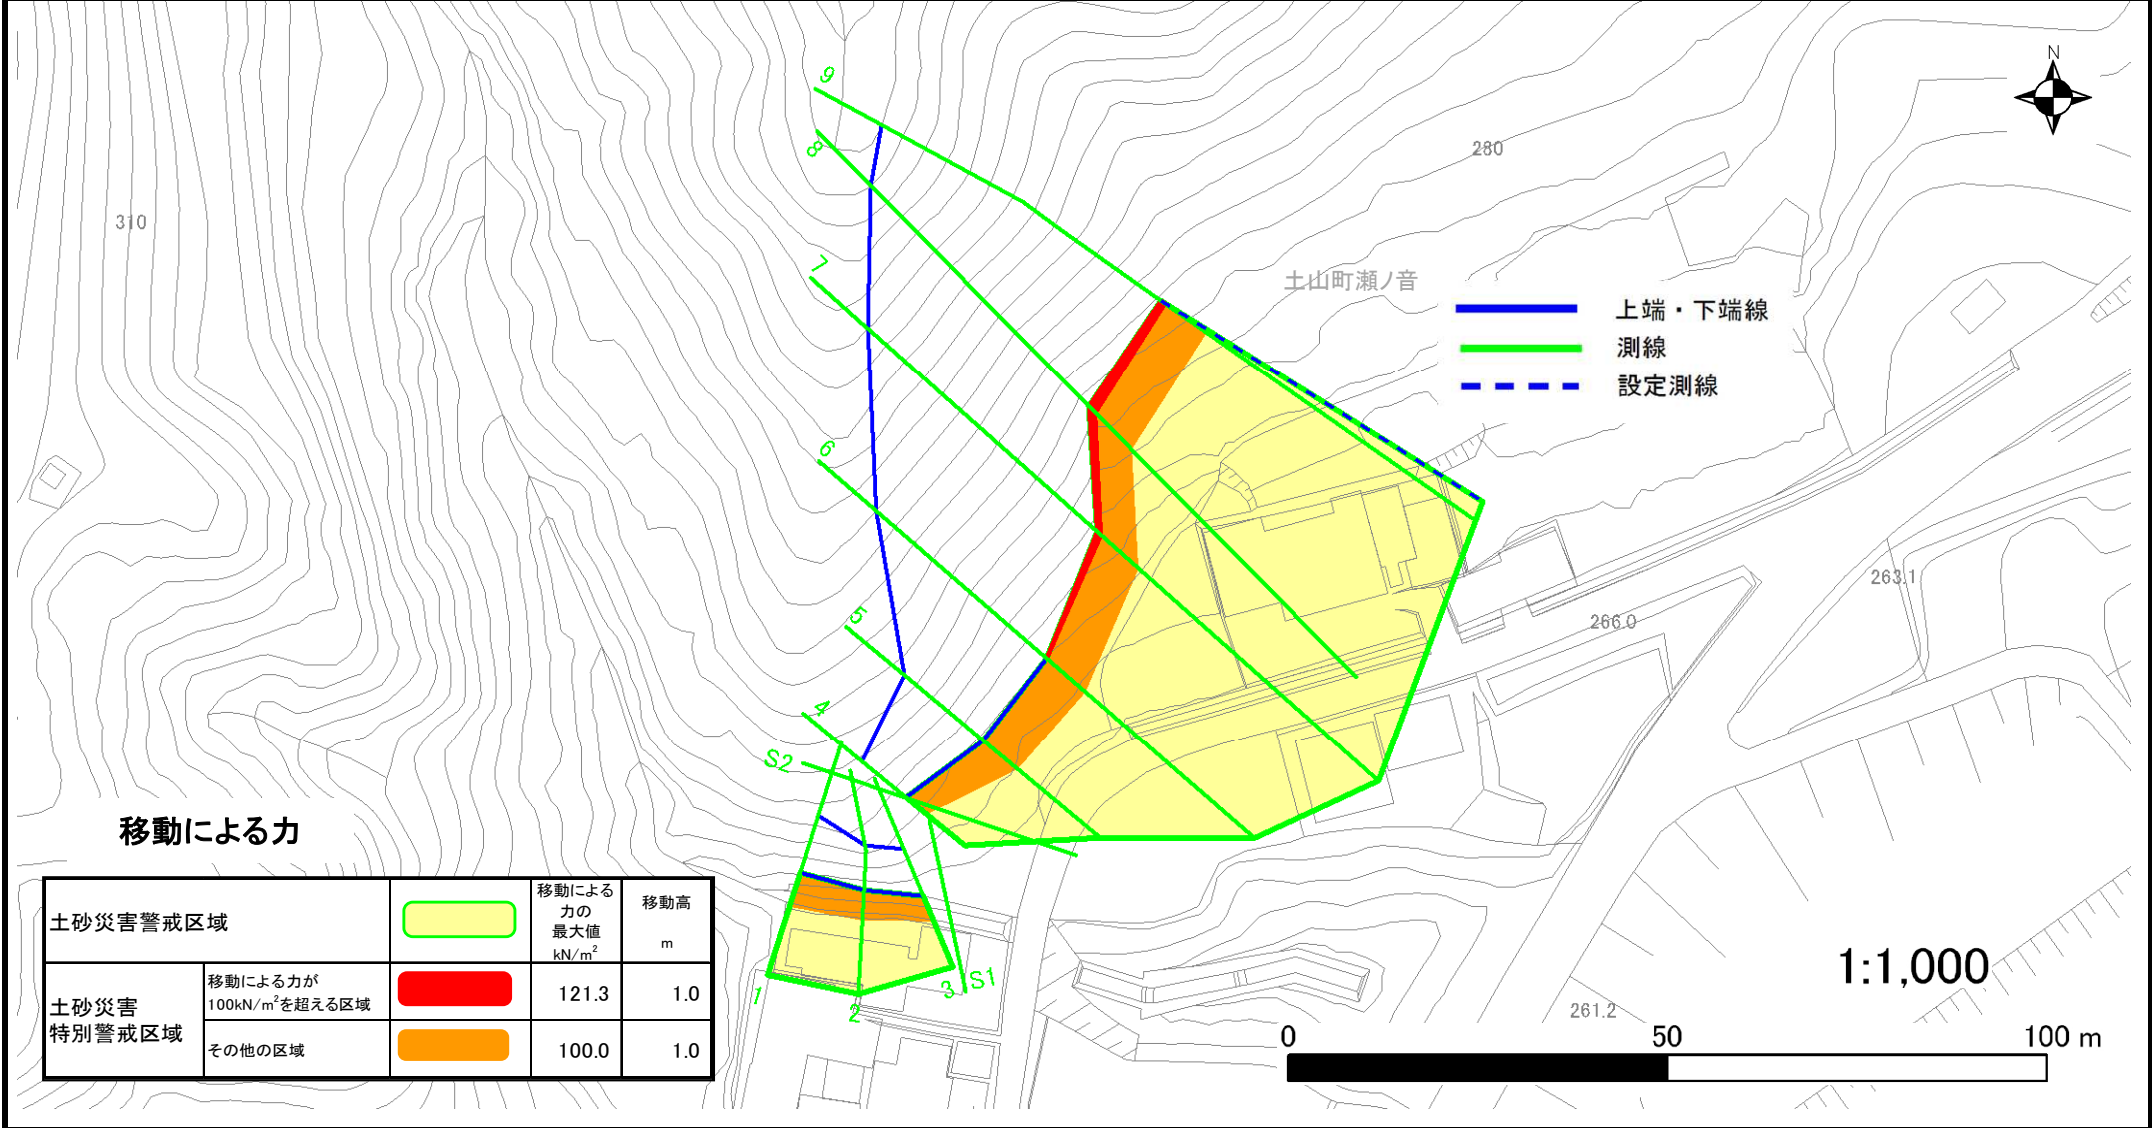 N
9
8
280
310
7
土山町瀬ノ音
上端・下端線
測線
設定測線
6
263.1
5
266.0
4
S2
移動による力
土砂災害警戒区域
移動による
力の
最大値
kN/m²
移動高
m
土砂災害
特別警戒区域
移動による力が
100kN/m²を超える区域
121.3
1.0
その他の区域
100.0
1.0
1
2
3
S1
261.2
1:1,000
0
50
100 m